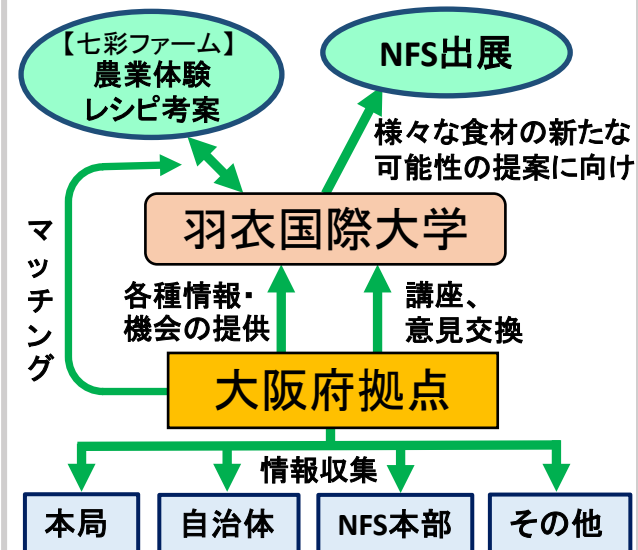 【七彩ファーム】
農業体験
レシピ考案
NFS出展
様々な食材の新たな
可能性の提案に向け
羽衣国際大学
マッチング
各種情報・
機会の提供
講座、
意見交換
大阪府拠点
情報収集
本局
自治体
NFS本部
その他